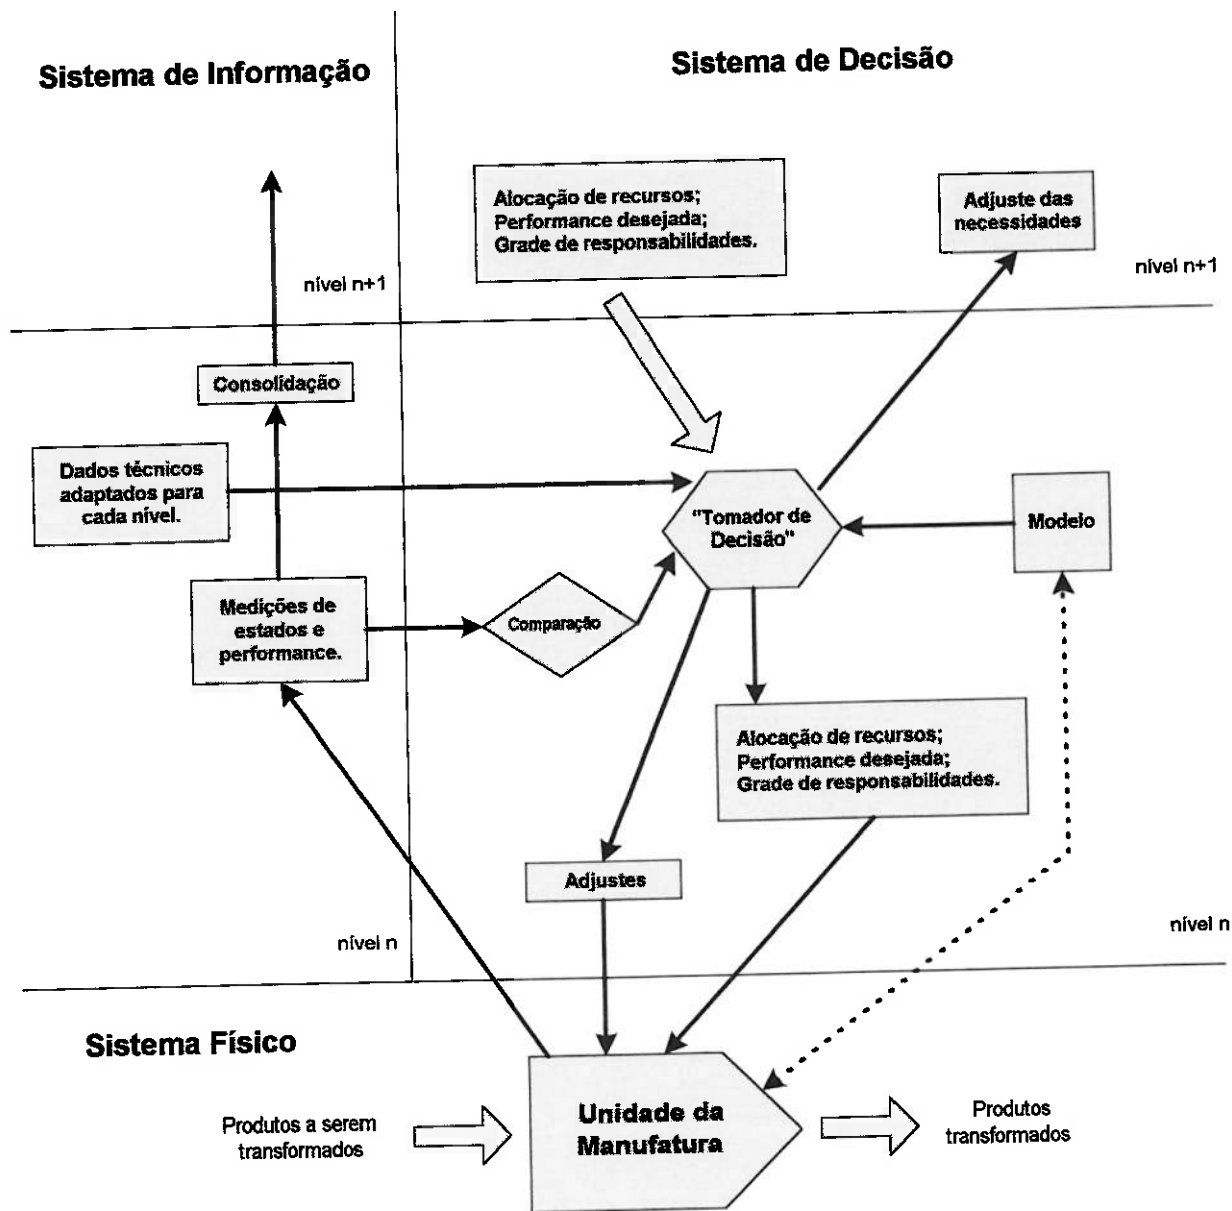 Sistema de Informação
Sistema de Decisão
Alocação de recursos;
Performance desejada;
Grade de responsabilidades.
Adjuste das
necessidades
nível n+1
nível n+1
Consolidação
Dados técnicos
adaptados para
cada nível.
"Tomador de
Decisão"
Modelo
Medições de
estados e
performance.
Comparação
Alocação de recursos;
Performance desejada;
Grade de responsabilidades.
Adjustes
nível n
nível n
Sistema Físico
Produtos a serem
transformados
Unidade da
Manufatura
Produtos
transformados